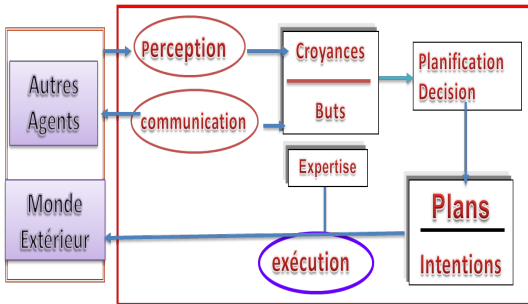 Autres
Agents
Monde
Extérieur
Perception
communication
Croyances
Buts
Planification
Decision
Expertise
Plans
Intentions
exécution